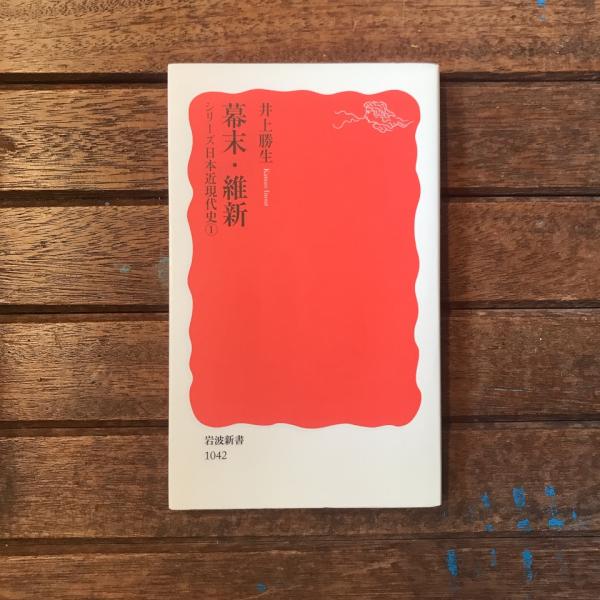 井上勝生 Katsuo Inoue
幕末・維新
シリーズ日本近現代史①
岩波新書
1042